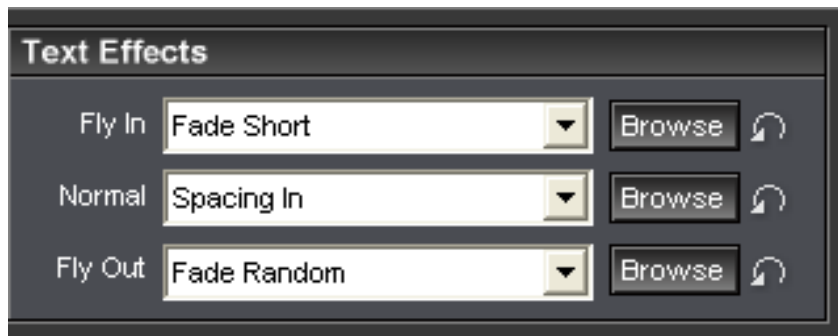 Text Effects
Fly In Fade Short Browse
Normal Spacing In Browse
Fly Out Fade Random Browse